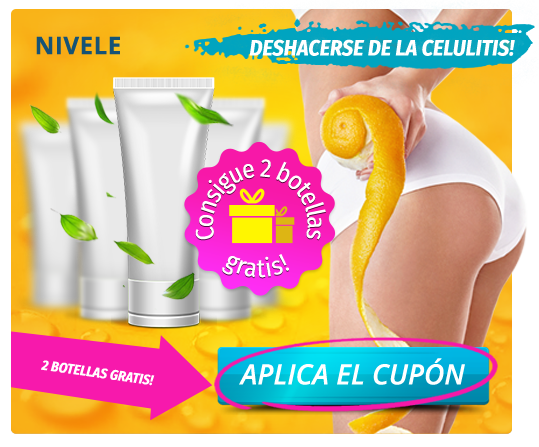 NIVELE
DESHACERSE DE LA CELULITIS!
Consigue 2 botellas
gratis!
2 BOTELLAS GRATIS!
APLICA EL CUPÓN